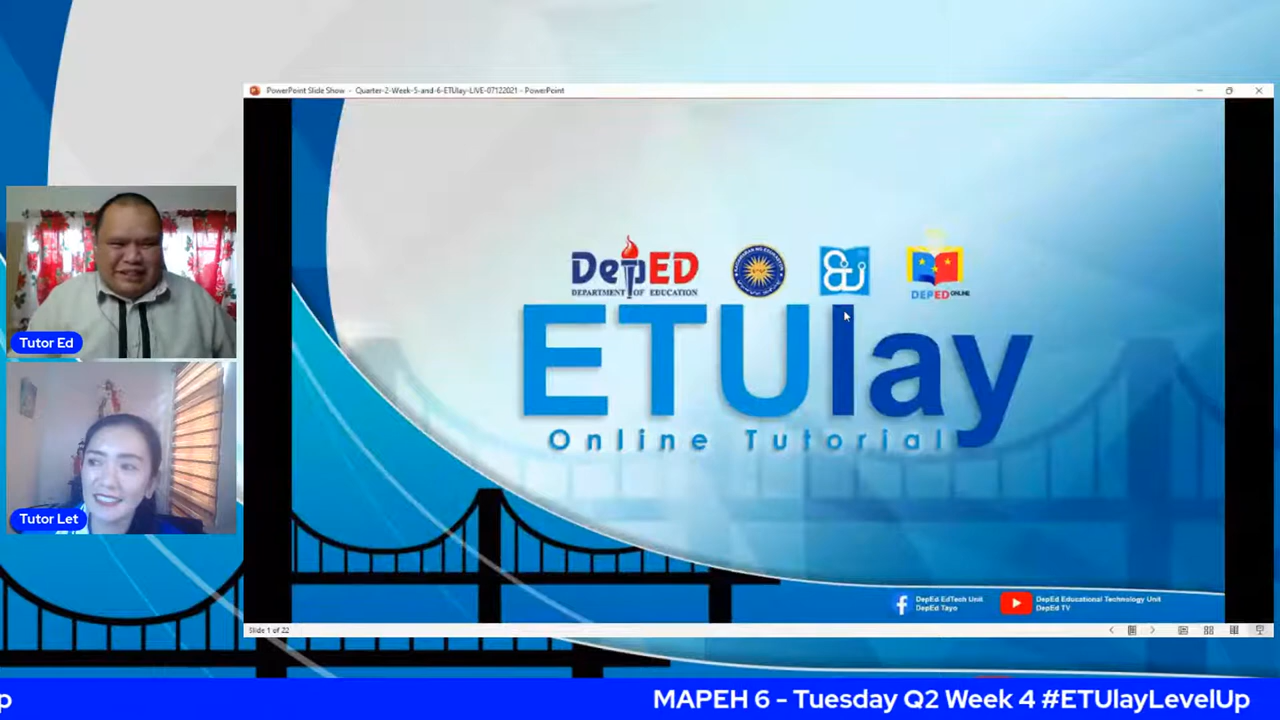 PowerPoint Slide Show - Quarter-2-Week-5-and-6-ETUlay-LIVE-07122021 - PowerPoint
DepED
DEPARTMENT OF EDUCATION
DEPED ONLINE
ETUlay
Online Tutorial
Tutor Ed
Tutor Let
DepEd EdTech Unit
DepEd Tayo
DepEd Educational Technology Unit
DepEd TV
Slide 1 of 22
p
MAPEH 6 - Tuesday Q2 Week 4 #ETUlayLevelUp